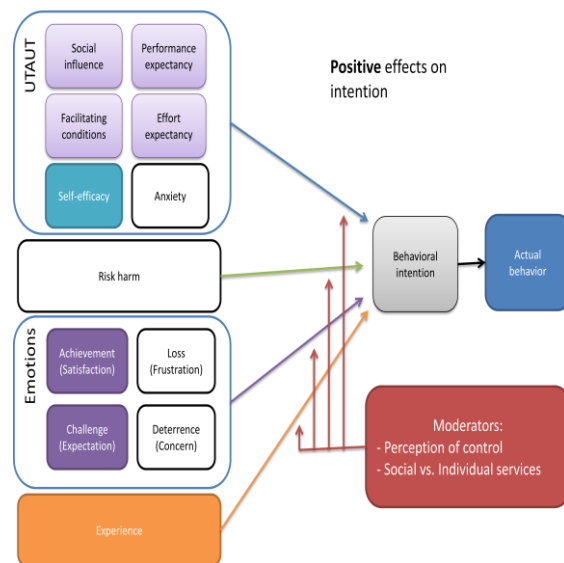 UTAUT
Social
influence
Performance
expectancy
Facilitating
conditions
Effort
expectancy
Self-efficacy
Anxiety
Positive effects on
intention
Risk harm
Behavioral
intention
Actual
behavior
Emotions
Achievement
(Satisfaction)
Loss
(Frustration)
Challenge
(Expectation)
Deterrence
(Concern)
Moderators:
- Perception of control
- Social vs. Individual services
Experience